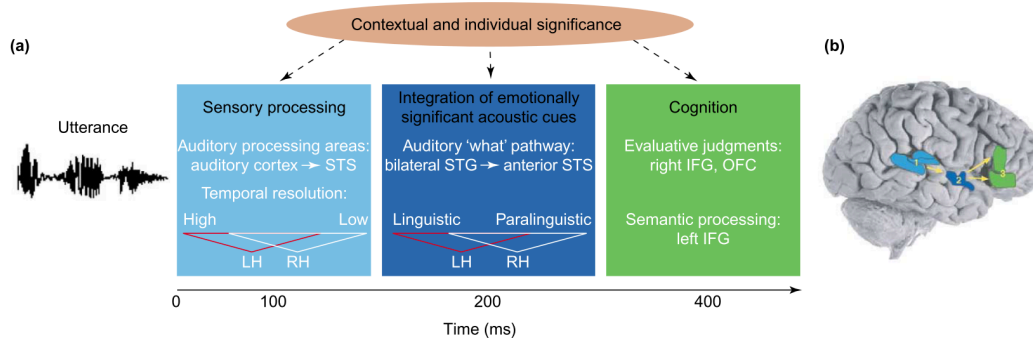 Contextual and individual significance
(a)
(b)
Utterance
Sensory processing
Auditory processing areas:
auditory cortex → STS
Temporal resolution:
High
Low
LH
RH
Integration of emotionally
significant acoustic cues
Auditory ‘what’ pathway:
bilateral STG → anterior STS
Linguistic
Paralinguistic
LH
RH
Cognition
Evaluative judgments:
right IFG, OFC
Semantic processing:
left IFG
1
2
3
0
100
200
400
Time (ms)